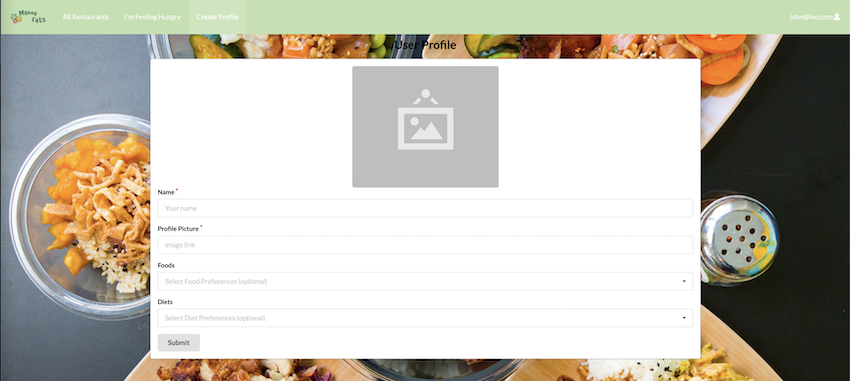 Manoa Eats
All Restaurants
I'm Feeling Hungry
Create Profile
john@foo.com
User Profile
Name *
Your name
Profile Picture *
image link
Foods
Select Food Preferences (optional)
Diets
Select Diet Preferences (optional)
Submit